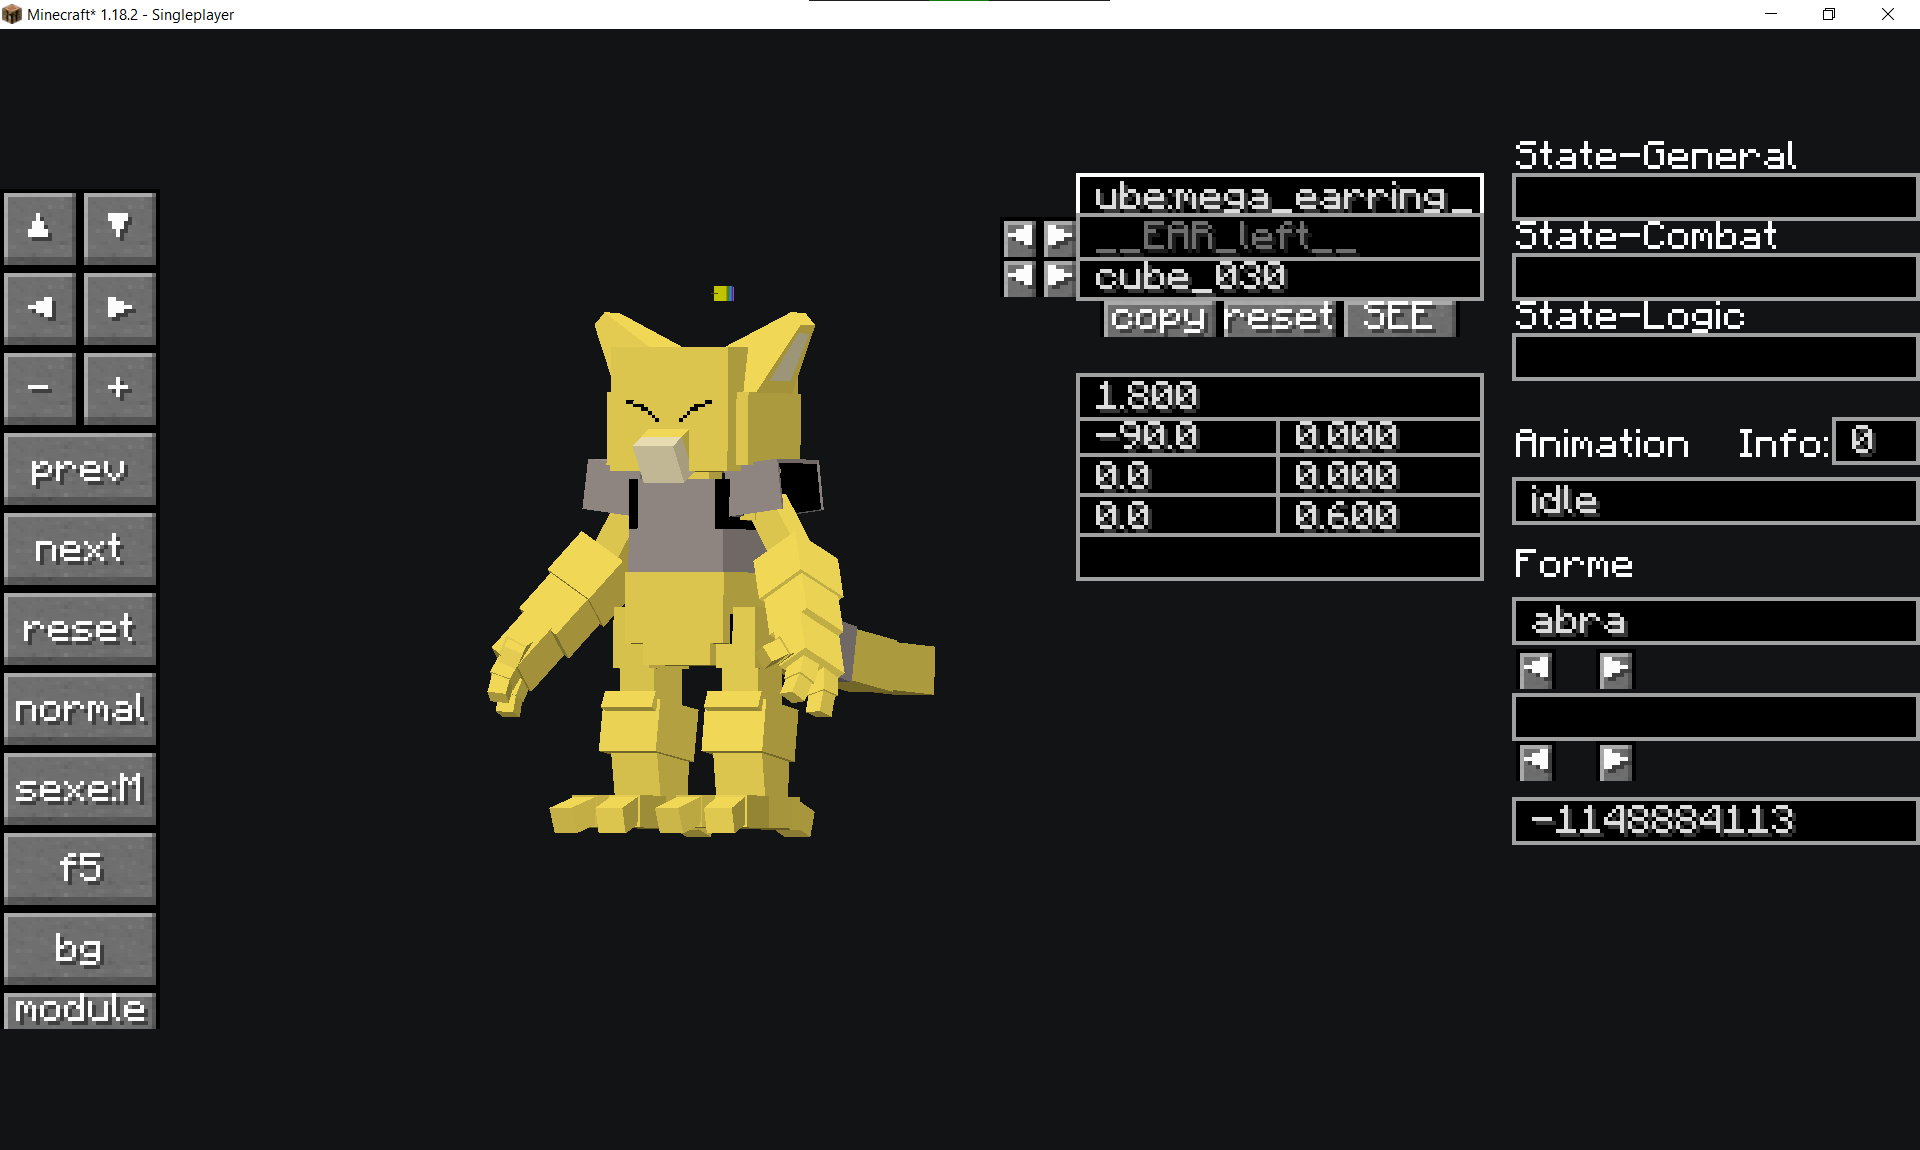 Minecraft* 1.18.2 - Singleplayer
State-General
ube:mega_earring_
__EAR_left__
State-Combat
cube_030
copy reset SEE
State-Logic
1.800
-90.0 0.000
0.0 0.000
0.0 0.600
Animation Info: 0
idle
Forme
abra
-1148884113
- +
prev
next
reset
normal
sexe:M
f5
bg
module